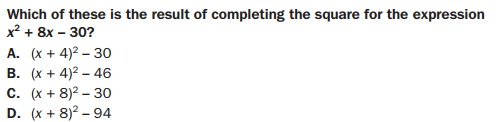 Which of these is the result of completing the square for the expression
x² + 8x – 30?
A. (x + 4)² – 30
B. (x + 4)² – 46
C. (x + 8)² – 30
D. (x + 8)² – 94